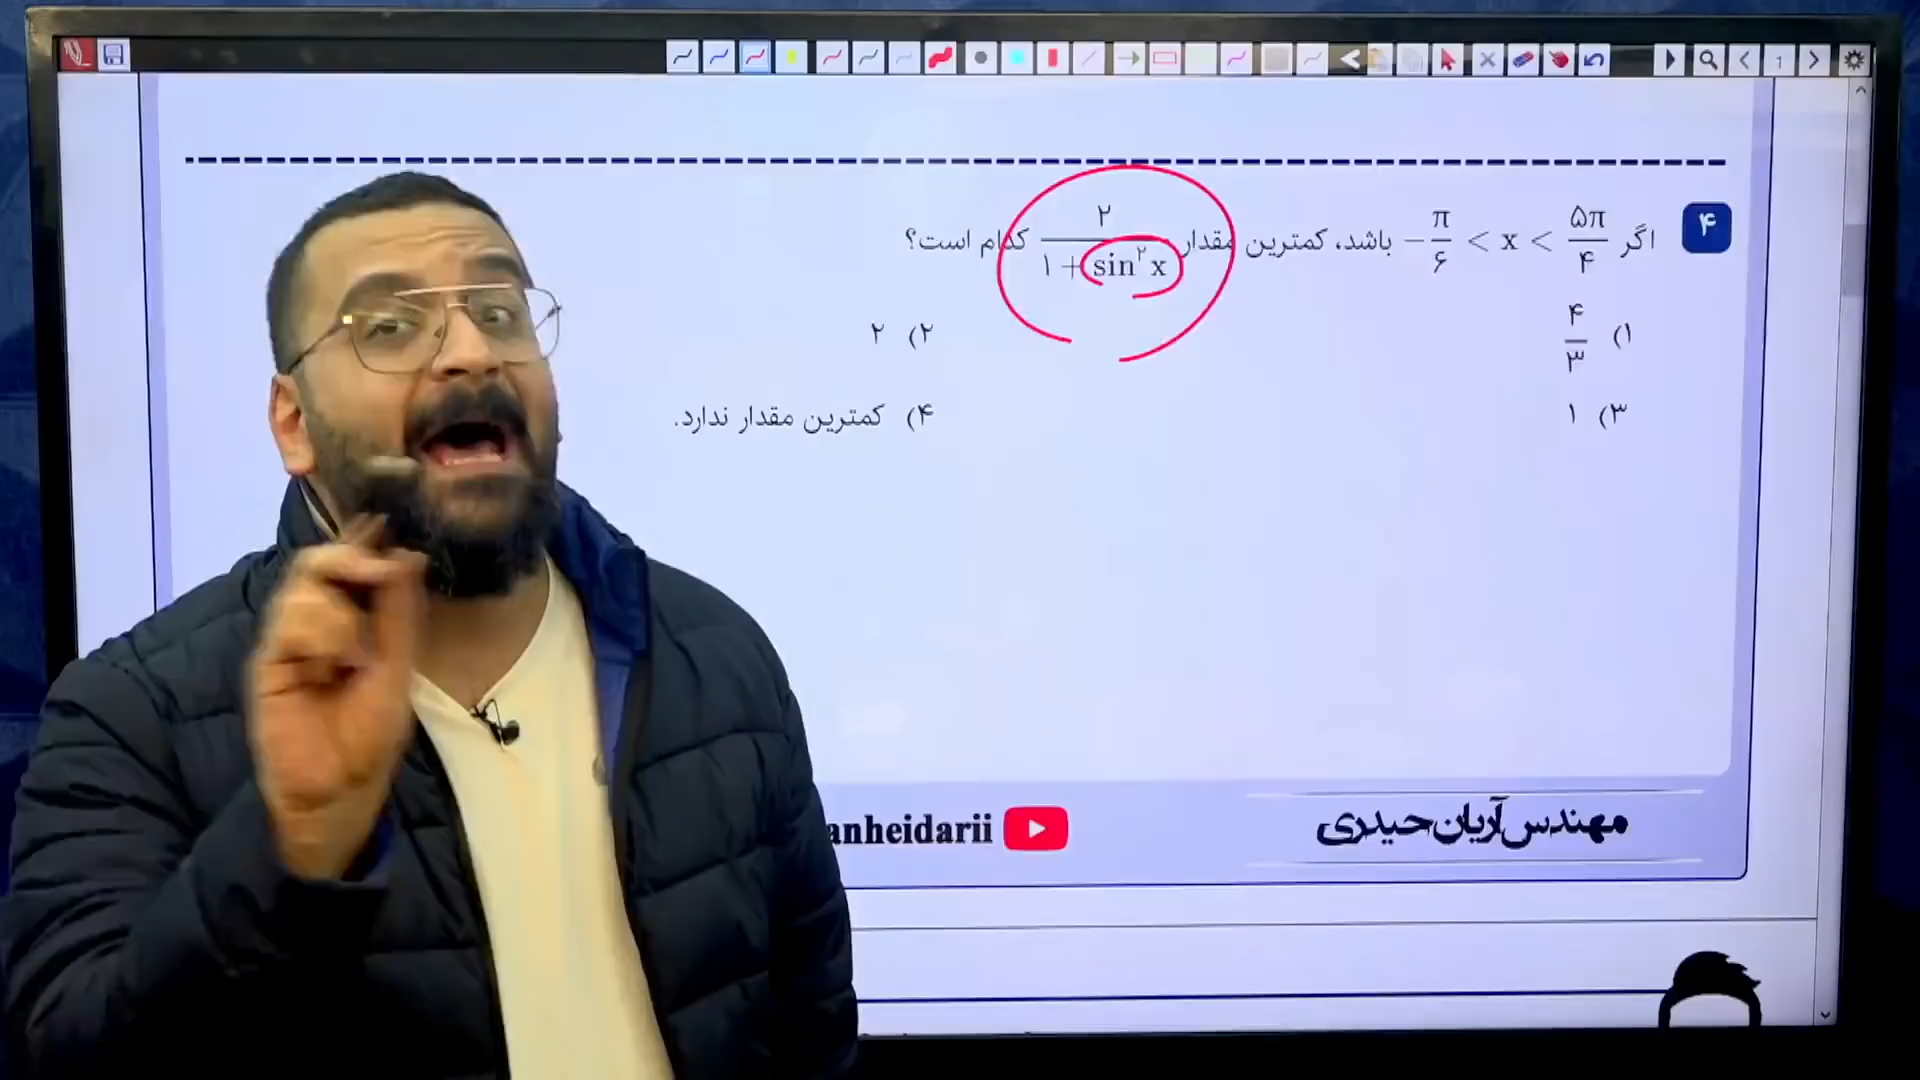 ۴ اگر -π/۶ < x < ۵π/۴ باشد، کمترین مقدار ۲/(۱+sin²x) کدام است؟
۱) ۴/۳ ۲) ۲
۳) ۱ ۴) کمترین مقدار ندارد.
مهندس آریان حیدری
anheidarii
1